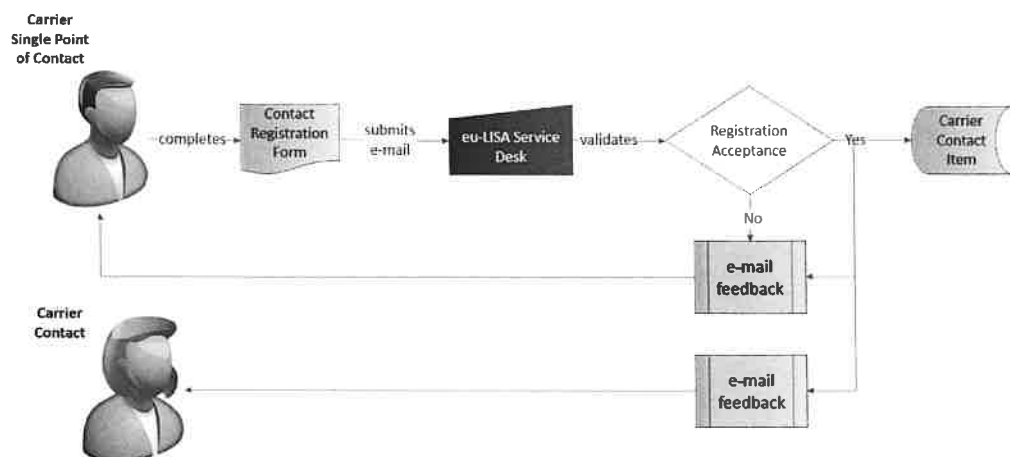 Carrier
Single Point
of Contact
completes
Contact
Registration
Form
submits
e-mail
eu-LISA Service
Desk
validates
Registration
Acceptance
Yes
Carrier
Contact
Item
No
e-mail
feedback
Carrier
Contact
e-mail
feedback